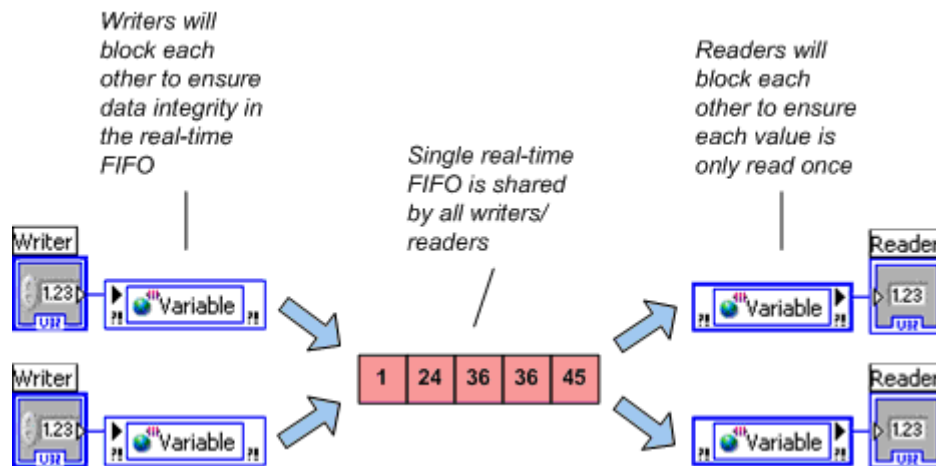 Writers will
block each
other to ensure
data integrity in
the real-time
FIFO
Single real-time
FIFO is shared
by all writers/
readers
Readers will
block each
other to ensure
each value is
only read once
Writer
1.23
U32
?! Variable ?!
1 24 36 36 45
?! Variable ?!
Reader
1.23
U32
Writer
1.23
U32
?! Variable ?!
?! Variable ?!
Reader
1.23
U32